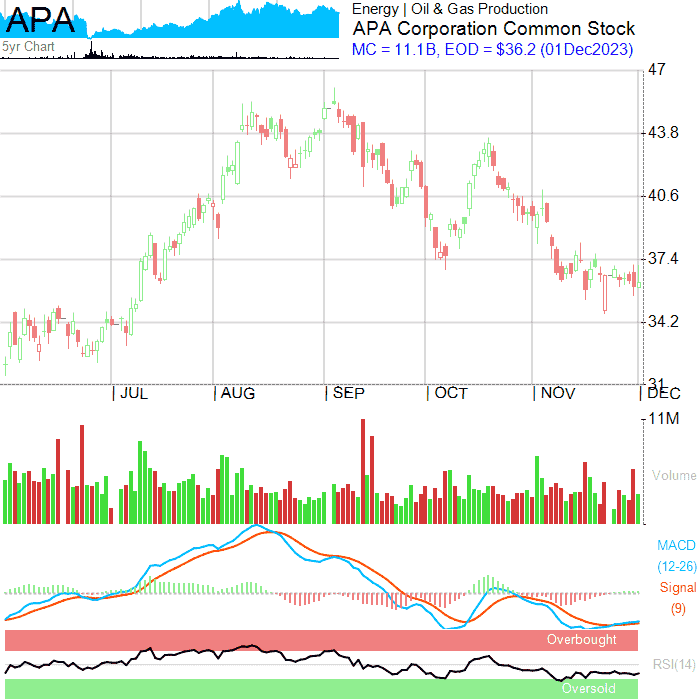 APA
5yr Chart
Energy | Oil & Gas Production
APA Corporation Common Stock
MC = 11.1B, EOD = $36.2 (01Dec2023)
47
43.8
40.6
37.4
34.2
31
JUL
AUG
SEP
OCT
NOV
DEC
11M
Volume
MACD
(12-26)
Signal
(9)
Overbought
RSI(14)
Oversold